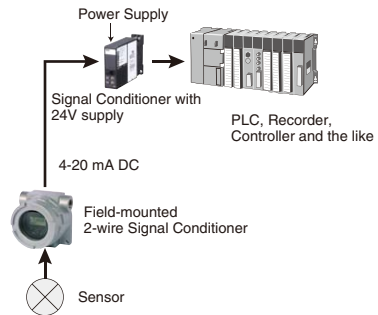 Power Supply
Signal Conditioner with
24V supply
PLC, Recorder,
Controller and the like
4-20 mA DC
Field-mounted
2-wire Signal Conditioner
Sensor